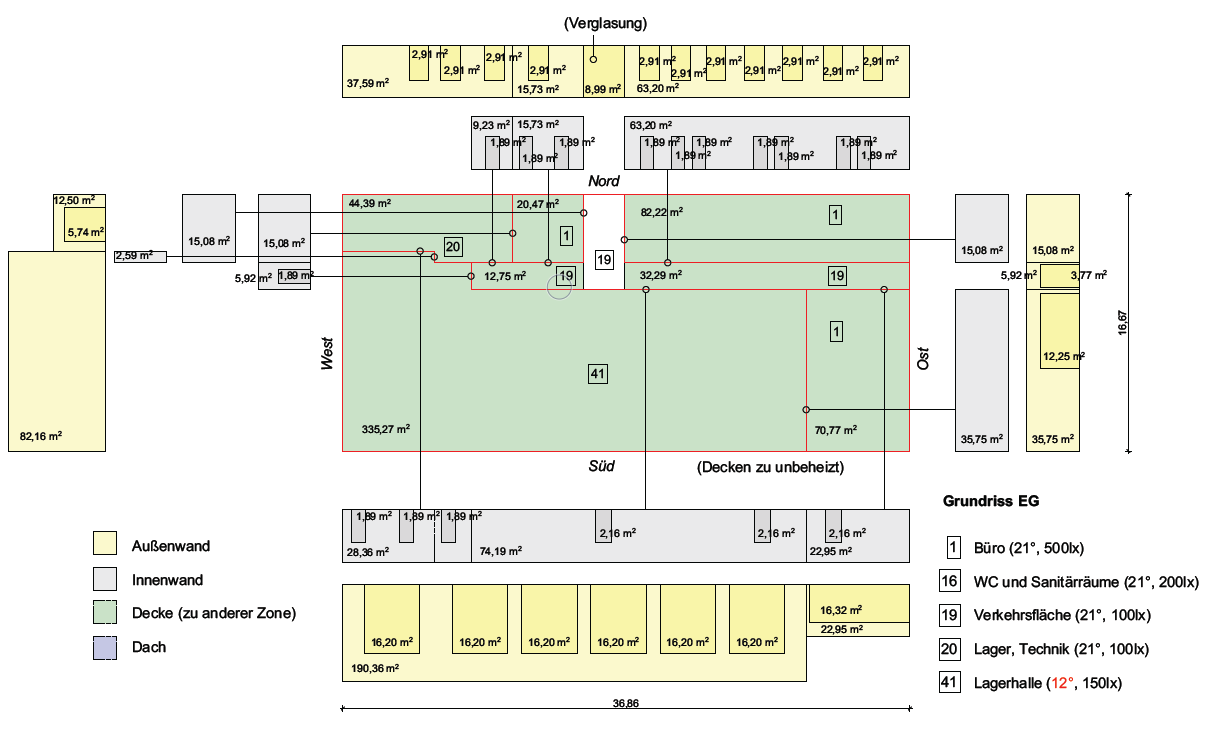 (Verglasung)
2,91 m²
2,91 m²
2,91 m²
2,91 m²
2,91 m²
2,91 m²
2,91 m²
2,91 m²
2,91 m²
2,91 m²
2,91 m²
37,59 m²
15,73 m²
8,99 m²
63,20 m²
9,23 m²
15,73 m²
63,20 m²
1,89 m²
1,89 m²
1,89 m²
1,89 m²
1,89 m²
1,89 m²
1,89 m²
1,89 m²
1,89 m²
1,89 m²
Nord
12,50 m²
5,74 m²
15,08 m²
15,08 m²
2,59 m²
5,92 m²
1,89 m²
44,39 m²
20,47 m²
82,22 m²
1
1
20
19
12,75 m²
19
32,29 m²
19
15,08 m²
15,08 m²
5,92 m²
3,77 m²
12,25 m²
16,67
West
1
Ost
41
82,16 m²
335,27 m²
70,77 m²
35,75 m²
35,75 m²
Süd
(Decken zu unbeheizt)
1,89 m²
1,89 m²
1,89 m²
2,16 m²
2,16 m²
2,16 m²
28,36 m²
74,19 m²
22,95 m²
16,20 m²
16,20 m²
16,20 m²
16,20 m²
16,20 m²
16,20 m²
16,32 m²
22,95 m²
190,36 m²
36,86
Außenwand
Innenwand
Decke (zu anderer Zone)
Dach
Grundriss EG
1 Büro (21°, 500lx)
16 WC und Sanitärräume (21°, 200lx)
19 Verkehrsfläche (21°, 100lx)
20 Lager, Technik (21°, 100lx)
41 Lagerhalle (12°, 150lx)